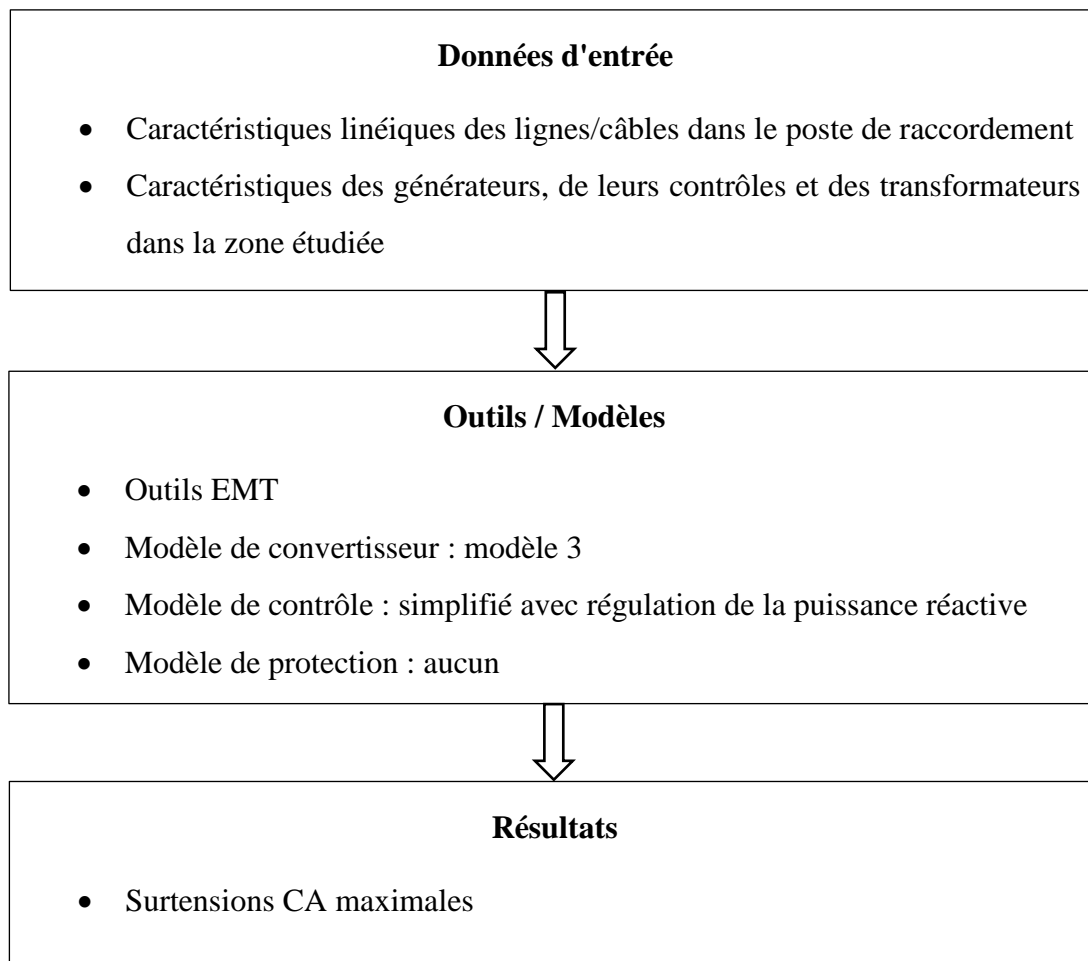 Données d'entrée
• Caractéristiques linéiques des lignes/câbles dans le poste de raccordement
• Caractéristiques des générateurs, de leurs contrôles et des transformateurs
dans la zone étudiée
Outils / Modèles
• Outils EMT
• Modèle de convertisseur : modèle 3
• Modèle de contrôle : simplifié avec régulation de la puissance réactive
• Modèle de protection : aucun
Résultats
• Surtensions CA maximales